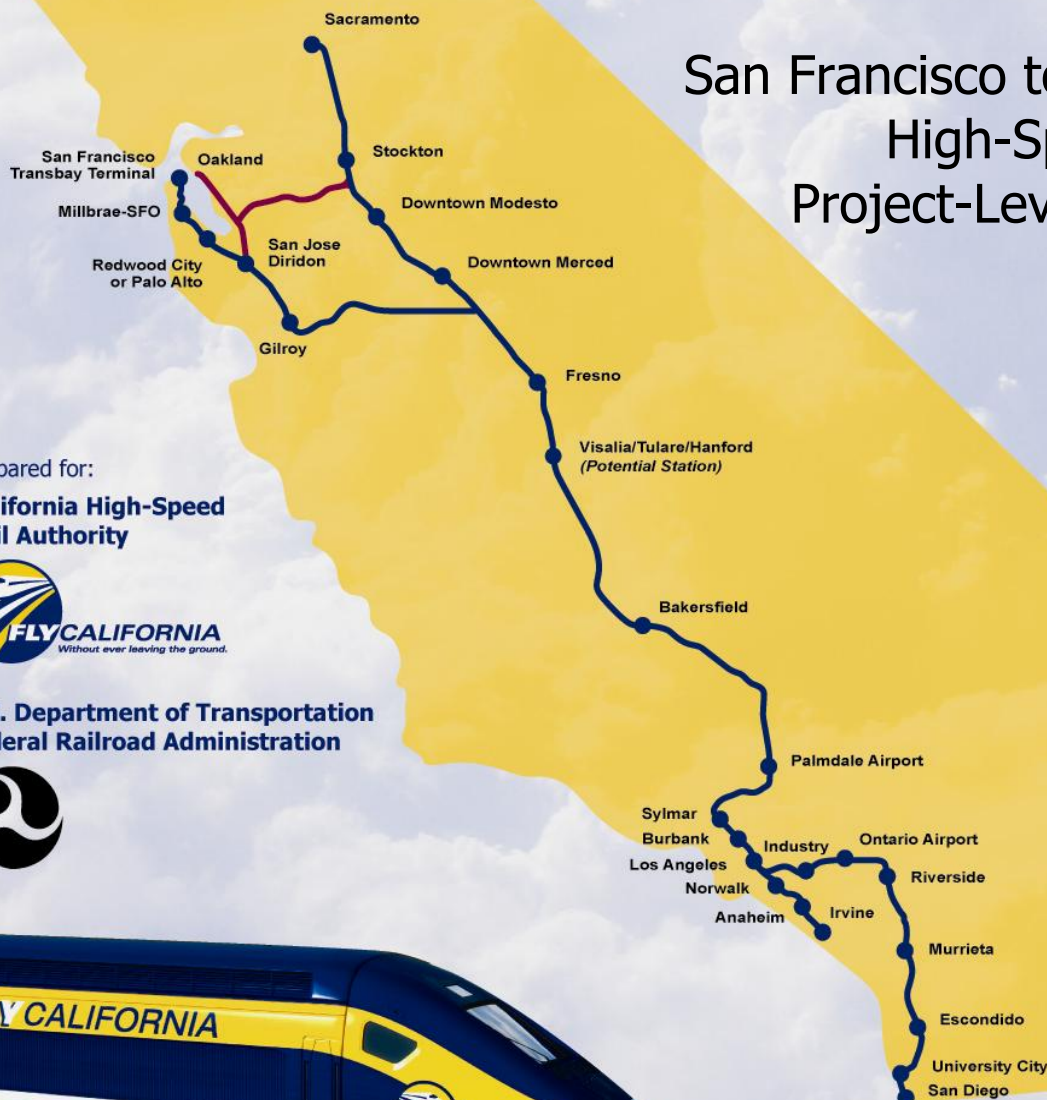 Sacramento
San Francisco to
High-Sp
Project-Lev
San Francisco
Transbay Terminal
Oakland
Stockton
Millbrae-SFO
Downtown Modesto
San Jose
Diridon
Redwood City
or Palo Alto
Downtown Merced
Gilroy
Fresno
Visalia/Tulare/Hanford
(Potential Station)
pared for:
ifornia High-Speed
il Authority
FLYCALIFORNIA
Without ever leaving the ground.
Bakersfield
. Department of Transportation
deral Railroad Administration
Palmdale Airport
Sylmar
Burbank
Industry
Ontario Airport
Los Angeles
Riverside
Norwalk
Anaheim
Irvine
Murrieta
Y CALIFORNIA
Escondido
University City
San Diego